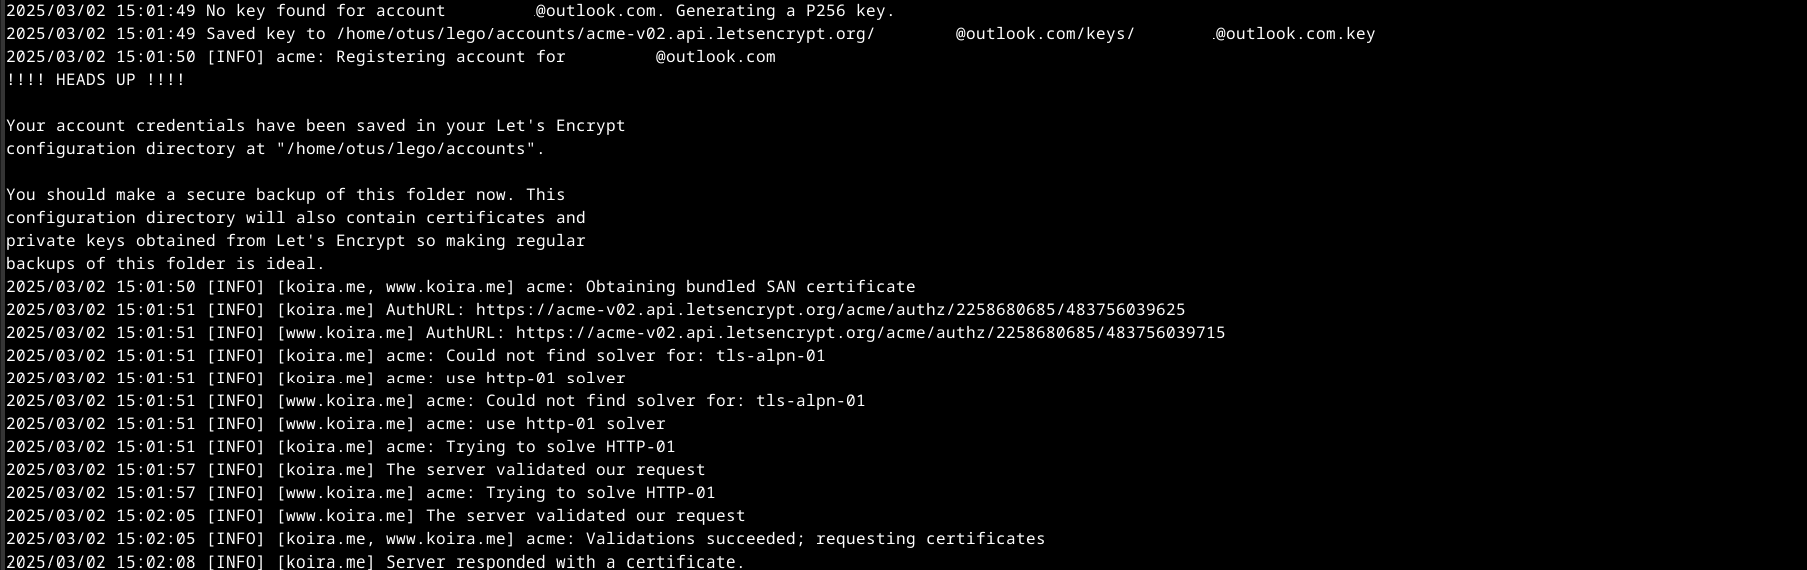 2025/03/02 15:01:49 No key found for account @outlook.com. Generating a P256 key.
2025/03/02 15:01:49 Saved key to /home/otus/lego/accounts/acme-v02.api.letsencrypt.org/ @outlook.com/keys/ @outlook.com.key
2025/03/02 15:01:50 [INFO] acme: Registering account for @outlook.com
!!!! HEADS UP !!!!
Your account credentials have been saved in your Let's Encrypt
configuration directory at "/home/otus/lego/accounts".
You should make a secure backup of this folder now. This
configuration directory will also contain certificates and
private keys obtained from Let's Encrypt so making regular
backups of this folder is ideal.
2025/03/02 15:01:50 [INFO] [koira.me, www.koira.me] acme: Obtaining bundled SAN certificate
2025/03/02 15:01:51 [INFO] [koira.me] AuthURL: https://acme-v02.api.letsencrypt.org/acme/authz/2258680685/483756039625
2025/03/02 15:01:51 [INFO] [www.koira.me] AuthURL: https://acme-v02.api.letsencrypt.org/acme/authz/2258680685/483756039715
2025/03/02 15:01:51 [INFO] [koira.me] acme: Could not find solver for: tls-alpn-01
2025/03/02 15:01:51 [INFO] [koira.me] acme: use http-01 solver
2025/03/02 15:01:51 [INFO] [www.koira.me] acme: Could not find solver for: tls-alpn-01
2025/03/02 15:01:51 [INFO] [www.koira.me] acme: use http-01 solver
2025/03/02 15:01:51 [INFO] [koira.me] acme: Trying to solve HTTP-01
2025/03/02 15:01:57 [INFO] [koira.me] The server validated our request
2025/03/02 15:01:57 [INFO] [www.koira.me] acme: Trying to solve HTTP-01
2025/03/02 15:02:05 [INFO] [www.koira.me] The server validated our request
2025/03/02 15:02:05 [INFO] [koira.me, www.koira.me] acme: Validations succeeded; requesting certificates
2025/03/02 15:02:08 [INFO] [koira.me] Server responded with a certificate.